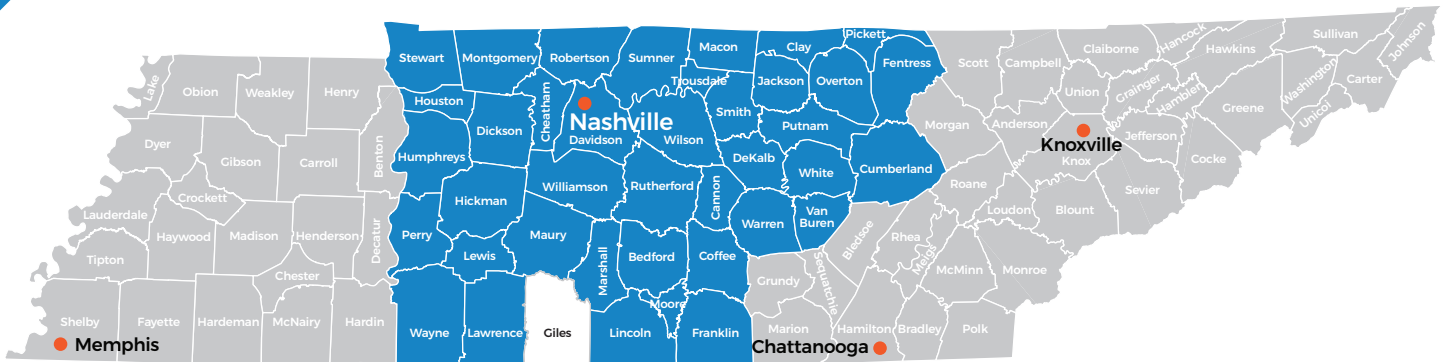 Stewart
Montgomery
Robertson
Sumner
Macon
Clay
Pickett
Fentress
Scott
Campbell
Claiborne
Hancock
Hawkins
Sullivan
Johnson
Lake
Obion
Weakley
Henry
Houston
Cheatham
Trousdale
Jackson
Overton
Union
Grainger
Hamblen
Washington
Carter
Unicoi
Greene
Dyer
Gibson
Carroll
Benton
Humphreys
Dickson
Nashville
Davidson
Wilson
Smith
Putnam
Morgan
Anderson
Knoxville
Knox
Jefferson
Cocke
DeKalb
White
Cumberland
Roane
Loudon
Blount
Sevier
Lauderdale
Crockett
Haywood
Madison
Henderson
Decatur
Perry
Hickman
Williamson
Rutherford
Cannon
Warren
Van
Buren
Bledsoe
Rhea
Meigs
McMinn
Monroe
Tipton
Chester
Lewis
Maury
Marshall
Bedford
Coffee
Grundy
Sequatchie
Shelby
Fayette
Hardeman
McNairy
Hardin
Wayne
Lawrence
Giles
Lincoln
Moore
Franklin
Marion
Hamilton
Bradley
Polk
Memphis
Chattanooga